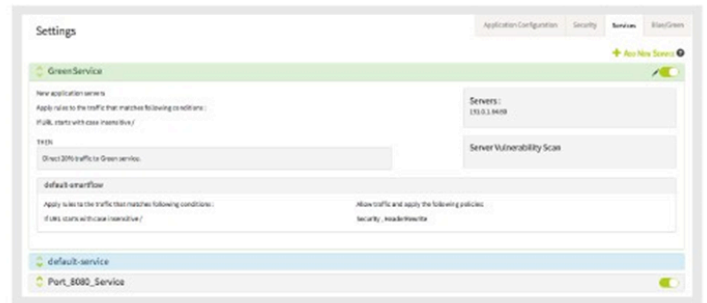 Settings
Application Configuration Security Services Blue/Green
Add New Service
GreenService
New application servers
Apply rules to the traffic that matches following conditions :
If URL starts with case insensitive /
Servers :
THEN
Direct 20% traffic to Green service.
Server Vulnerability Scan
default-smartflow
Apply rules to the traffic that matches following conditions :
If URL starts with case insensitive /
Allow traffic and apply the following policies
Security , HeaderRewrite
default-service
Port_8080_Service